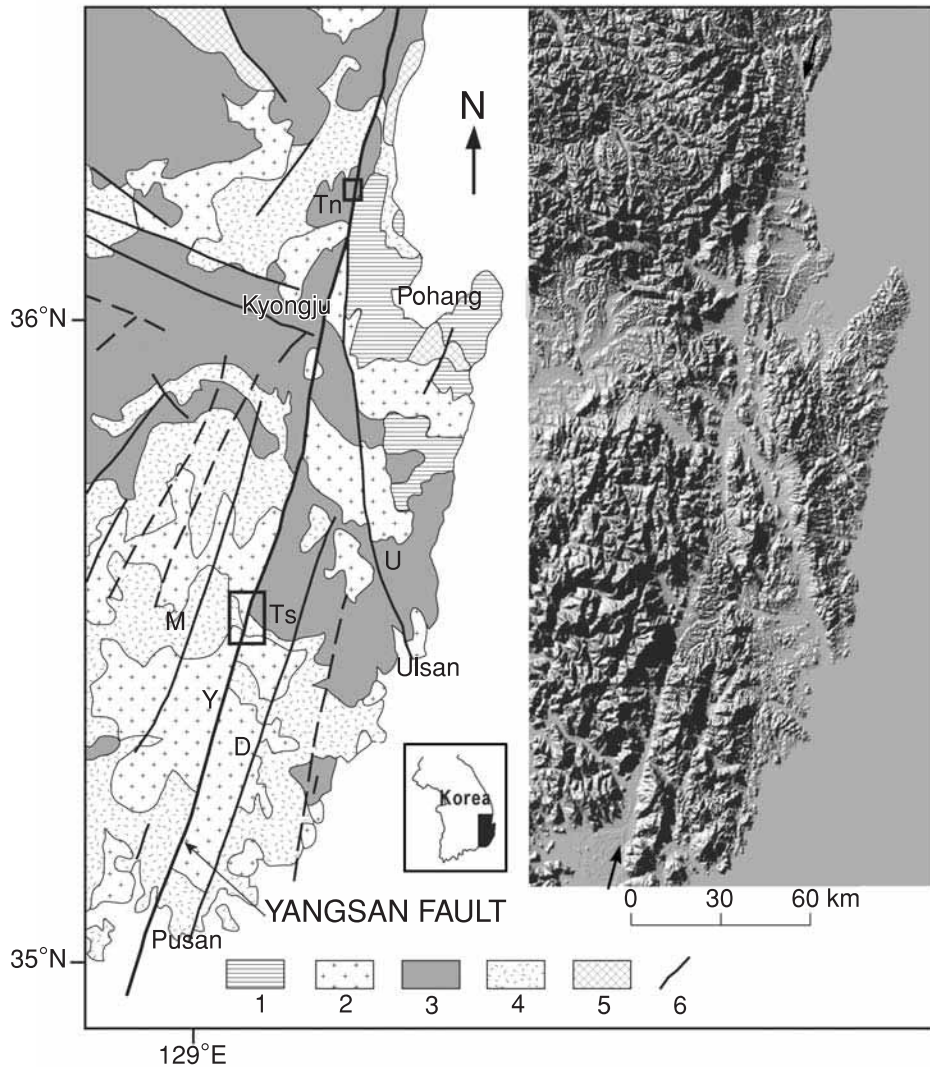 N
Tn
36°N
Kyongju
Pohang
U
M
Ts
Ulsan
Y
D
Korea
0 30 60 km
YANGSAN FAULT
Pusan
35°N
1 2 3 4 5 6
129°E